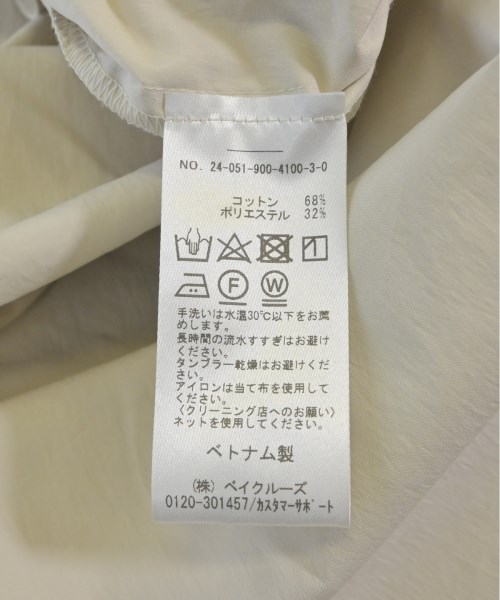 NO. 24-051-900-4100-3-0
コットン 68%
ポリエステル 32%
F W
手洗いは水温30℃以下をお薦
めします。
長時間の流水すすぎはお避け
ください。
タンブラー乾燥はお避けくだ
さい。
アイロンは当て布を使用して
ください。
〈クリーニング店へのお願い〉
ネットを使用してください。
ベトナム製
(株) ベイクルーズ
0120-301457/カスタマーサポート